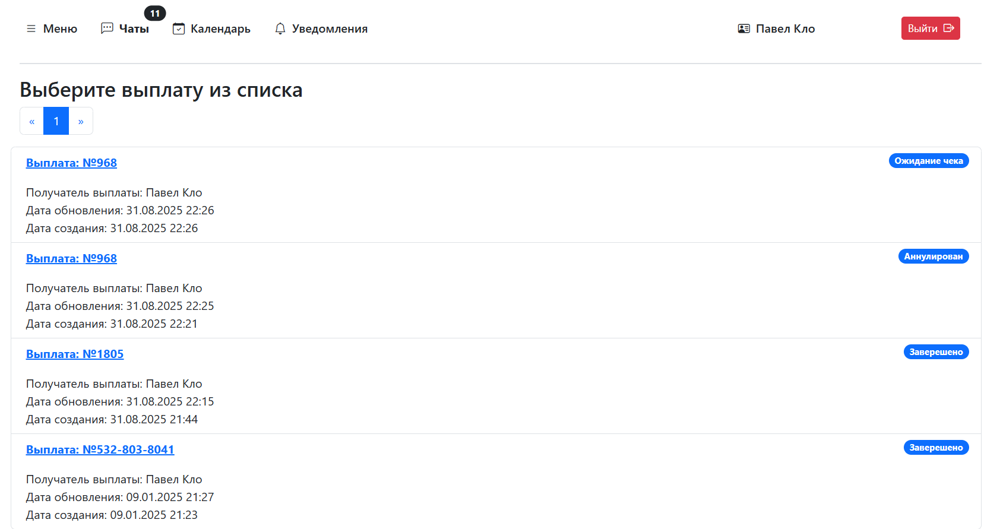 11
Меню Чаты Календарь Уведомления Павел Кло Выйти
Выберите выплату из списка
« 1 »
Выплата: №968 Ожидание чека
Получатель выплаты: Павел Кло
Дата обновления: 31.08.2025 22:26
Дата создания: 31.08.2025 22:26
Выплата: №968 Аннулирован
Получатель выплаты: Павел Кло
Дата обновления: 31.08.2025 22:25
Дата создания: 31.08.2025 22:21
Выплата: №1805 Заверешено
Получатель выплаты: Павел Кло
Дата обновления: 31.08.2025 22:15
Дата создания: 31.08.2025 21:44
Выплата: №532-803-8041 Заверешено
Получатель выплаты: Павел Кло
Дата обновления: 09.01.2025 21:27
Дата создания: 09.01.2025 21:23